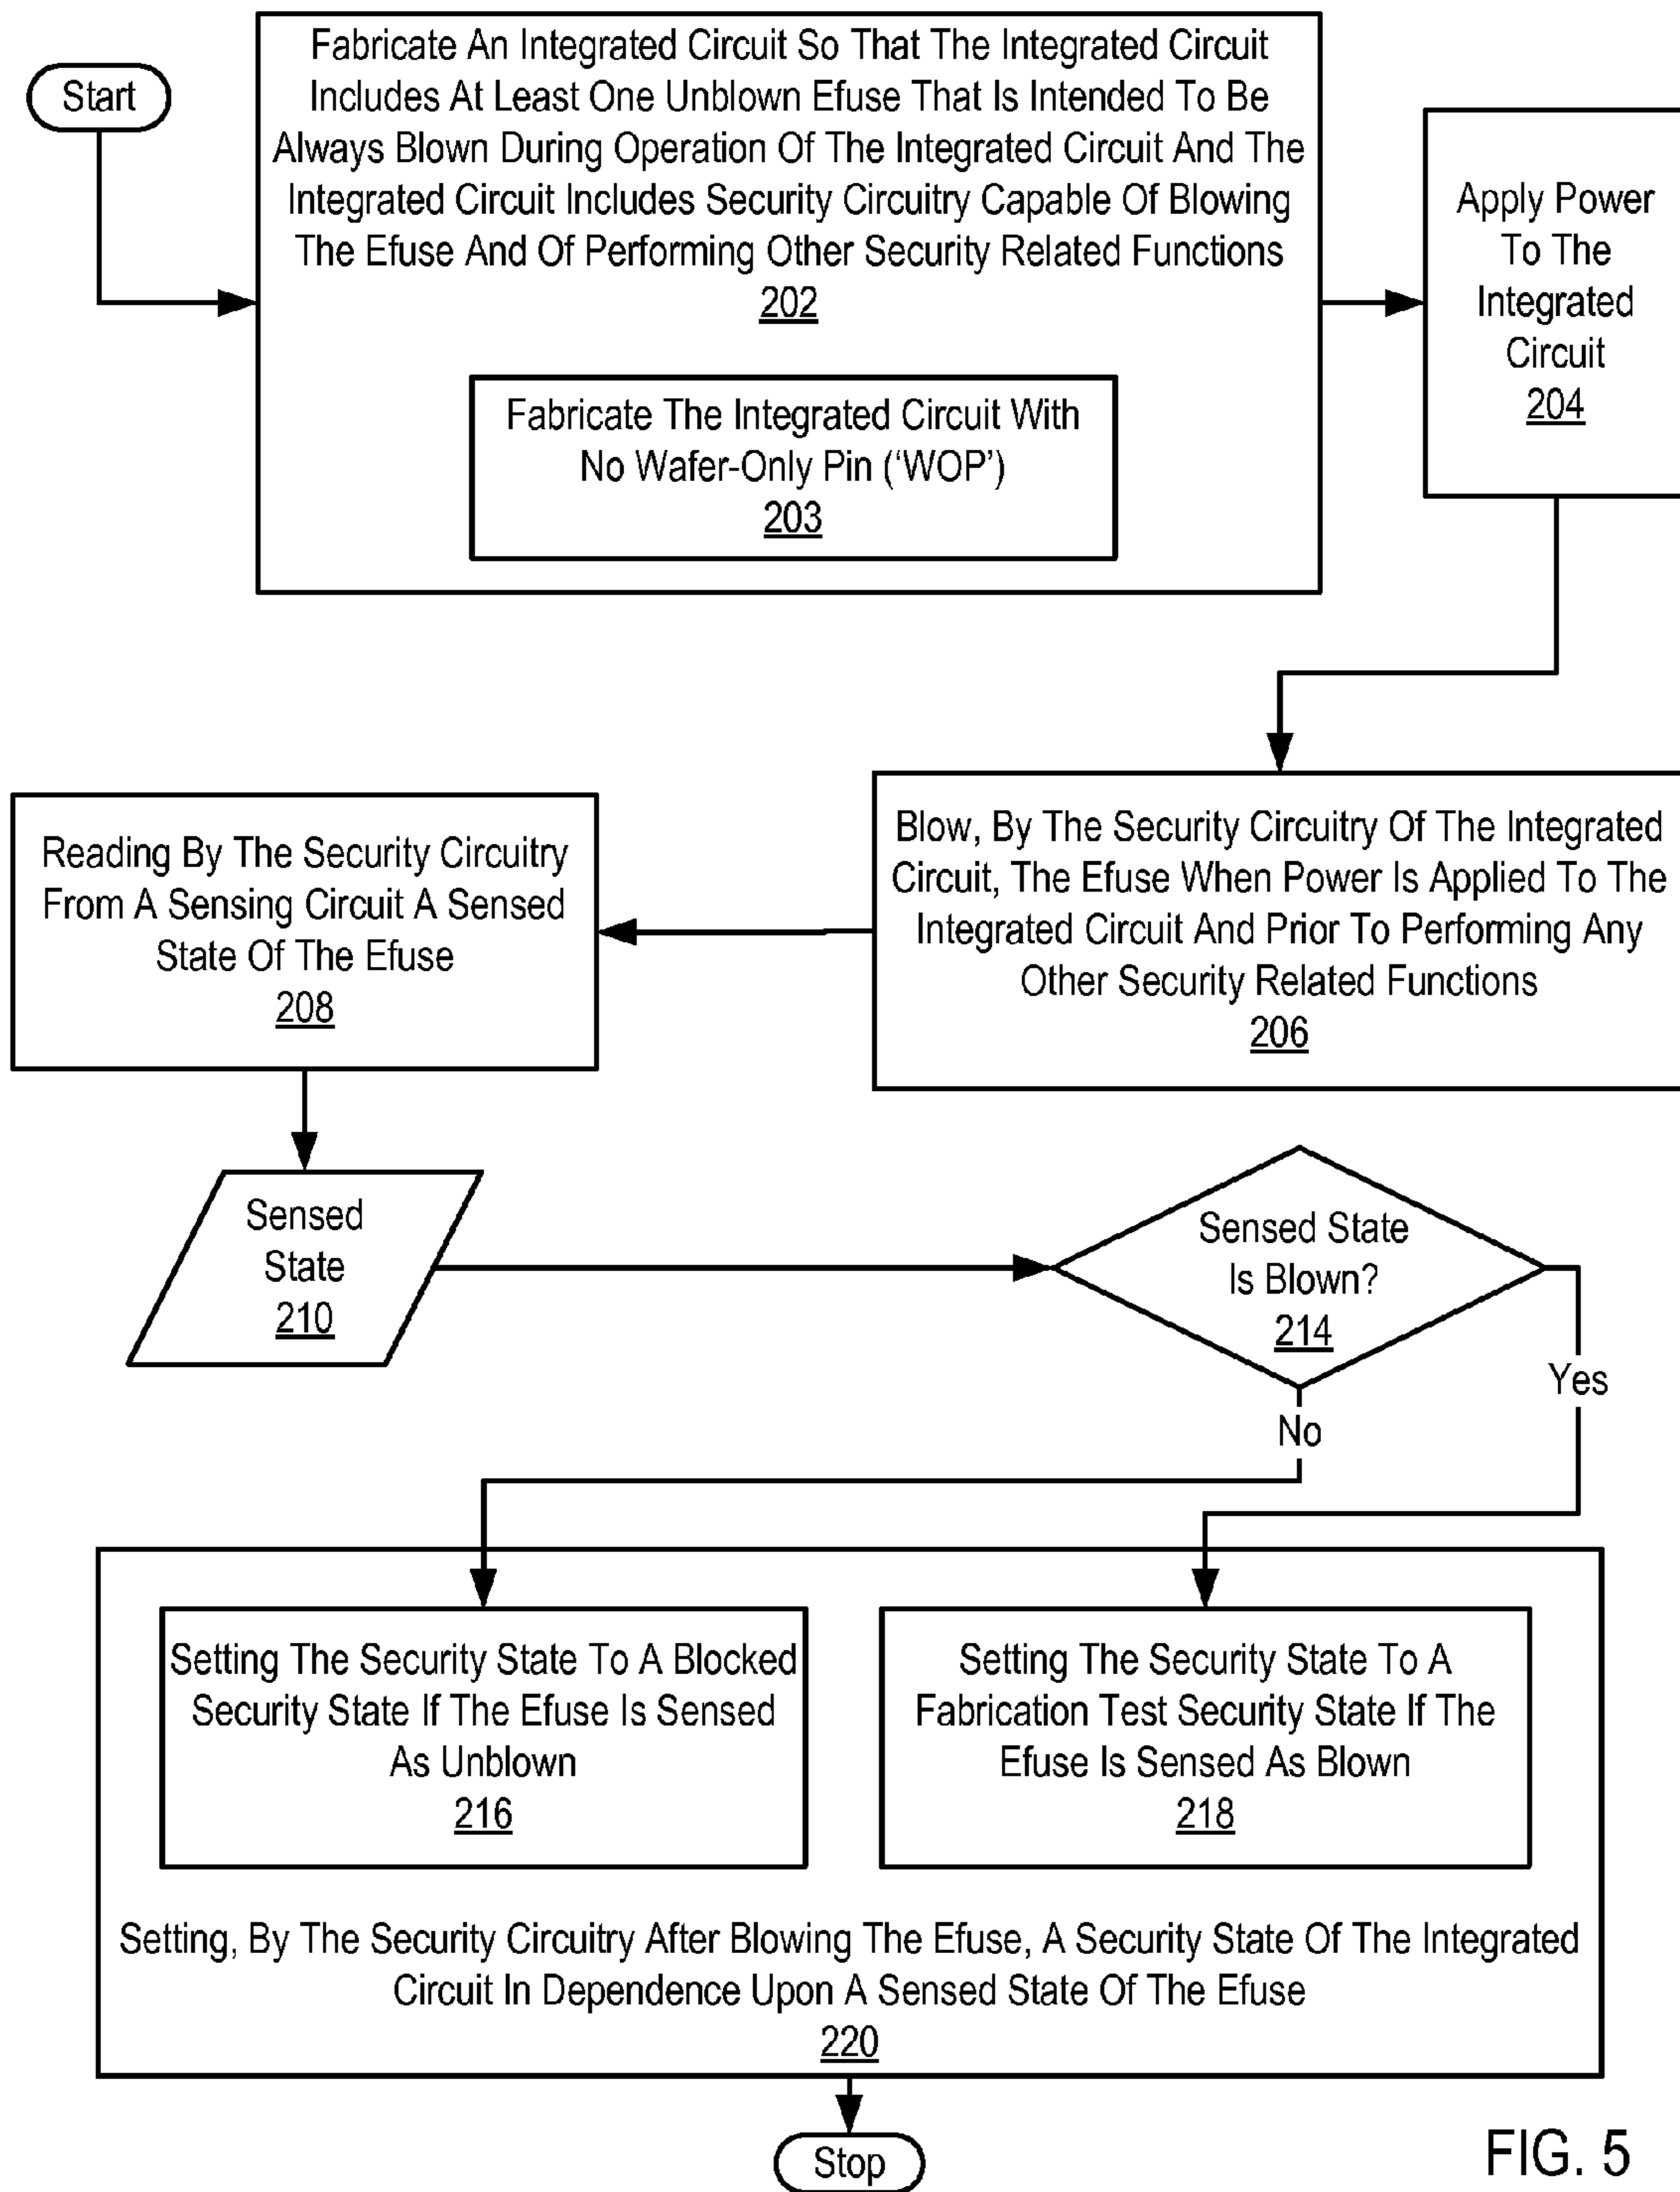 Start
Fabricate An Integrated Circuit So That The Integrated Circuit
Includes At Least One Unblown Efuse That Is Intended To Be
Always Blown During Operation Of The Integrated Circuit And The
Integrated Circuit Includes Security Circuitry Capable Of Blowing
The Efuse And Of Performing Other Security Related Functions
202
Fabricate The Integrated Circuit With
No Wafer-Only Pin (‘WOP’)
203
Apply Power
To The
Integrated
Circuit
204
Blow, By The Security Circuitry Of The Integrated
Circuit, The Efuse When Power Is Applied To The
Integrated Circuit And Prior To Performing Any
Other Security Related Functions
206
Reading By The Security Circuitry
From A Sensing Circuit A Sensed
State Of The Efuse
208
Sensed
State
210
Sensed State
Is Blown?
214
Yes
No
Setting The Security State To A Blocked
Security State If The Efuse Is Sensed
As Unblown
216
Setting The Security State To A
Fabrication Test Security State If The
Efuse Is Sensed As Blown
218
Setting, By The Security Circuitry After Blowing The Efuse, A Security State Of The Integrated
Circuit In Dependence Upon A Sensed State Of The Efuse
220
Stop
FIG. 5